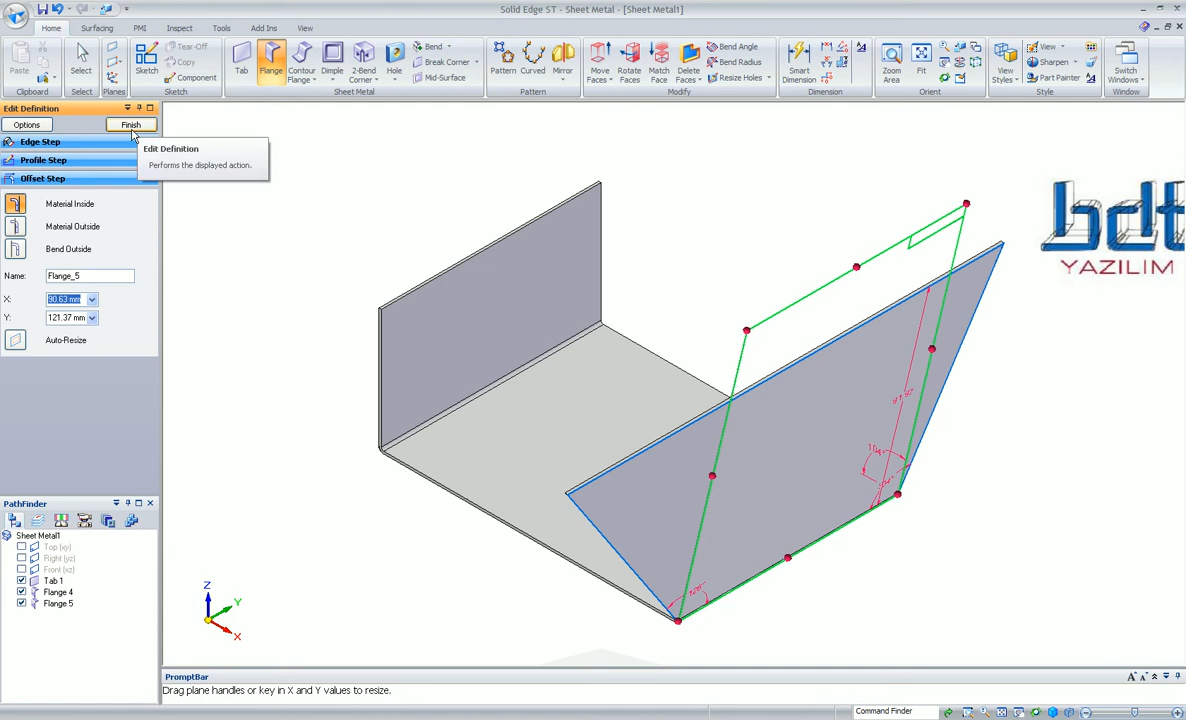 Solid Edge ST - Sheet Metal - [Sheet Metal1]
Home Surfacing PMI Inspect Tools Add Ins View
Paste
Clipboard
Select
Select
Planes
Sketch
Tear-Off
Copy
Component
Sketch
Tab
Flange
Contour Flange
Dimple
2-Bend Corner
Hole
Bend
Break Corner
Mid-Surface
Sheet Metal
Pattern
Curved
Mirror
Pattern
Move Faces
Rotate Faces
Match Face
Delete Faces
Bend Angle
Bend Radius
Resize Holes
Modify
Smart Dimension
Dimension
Zoom Area
Fit
Orient
View Styles
View
Sharpen
Part Painter
Style
Switch Windows
Window
Edit Definition
Options
Finish
Edge Step
Profile Step
Offset Step
Edit Definition
Performs the displayed action.
Material Inside
Material Outside
Bend Outside
Name: Flange_5
X: 90.63 mm
Y: 121.37 mm
Auto-Resize
bdt
YAZILIM
PathFinder
Sheet Metal1
Top (xy)
Right (yz)
Front (xz)
Tab 1
Flange 4
Flange 5
Z
Y
X
PromptBar
Drag plane handles or key in X and Y values to resize.
Command Finder